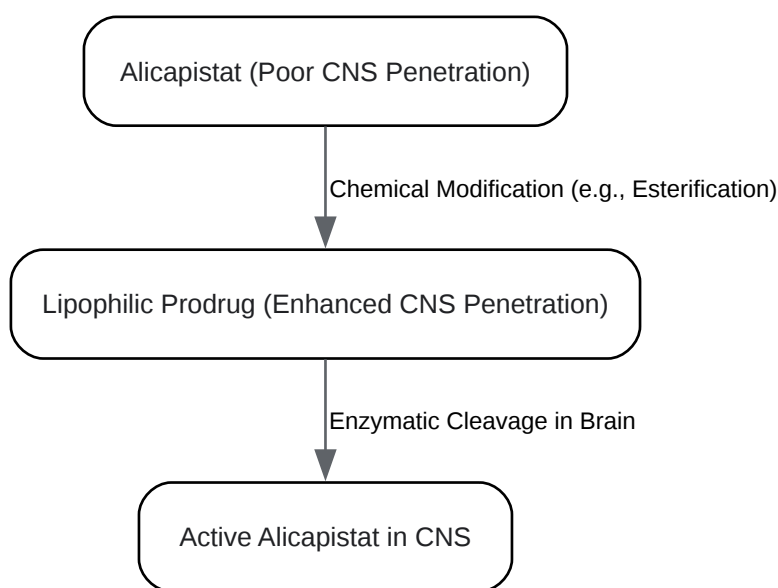 Alicapistat (Poor CNS Penetration)
Chemical Modification (e.g., Esterification)
Lipophilic Prodrug (Enhanced CNS Penetration)
Enzymatic Cleavage in Brain
Active Alicapistat in CNS